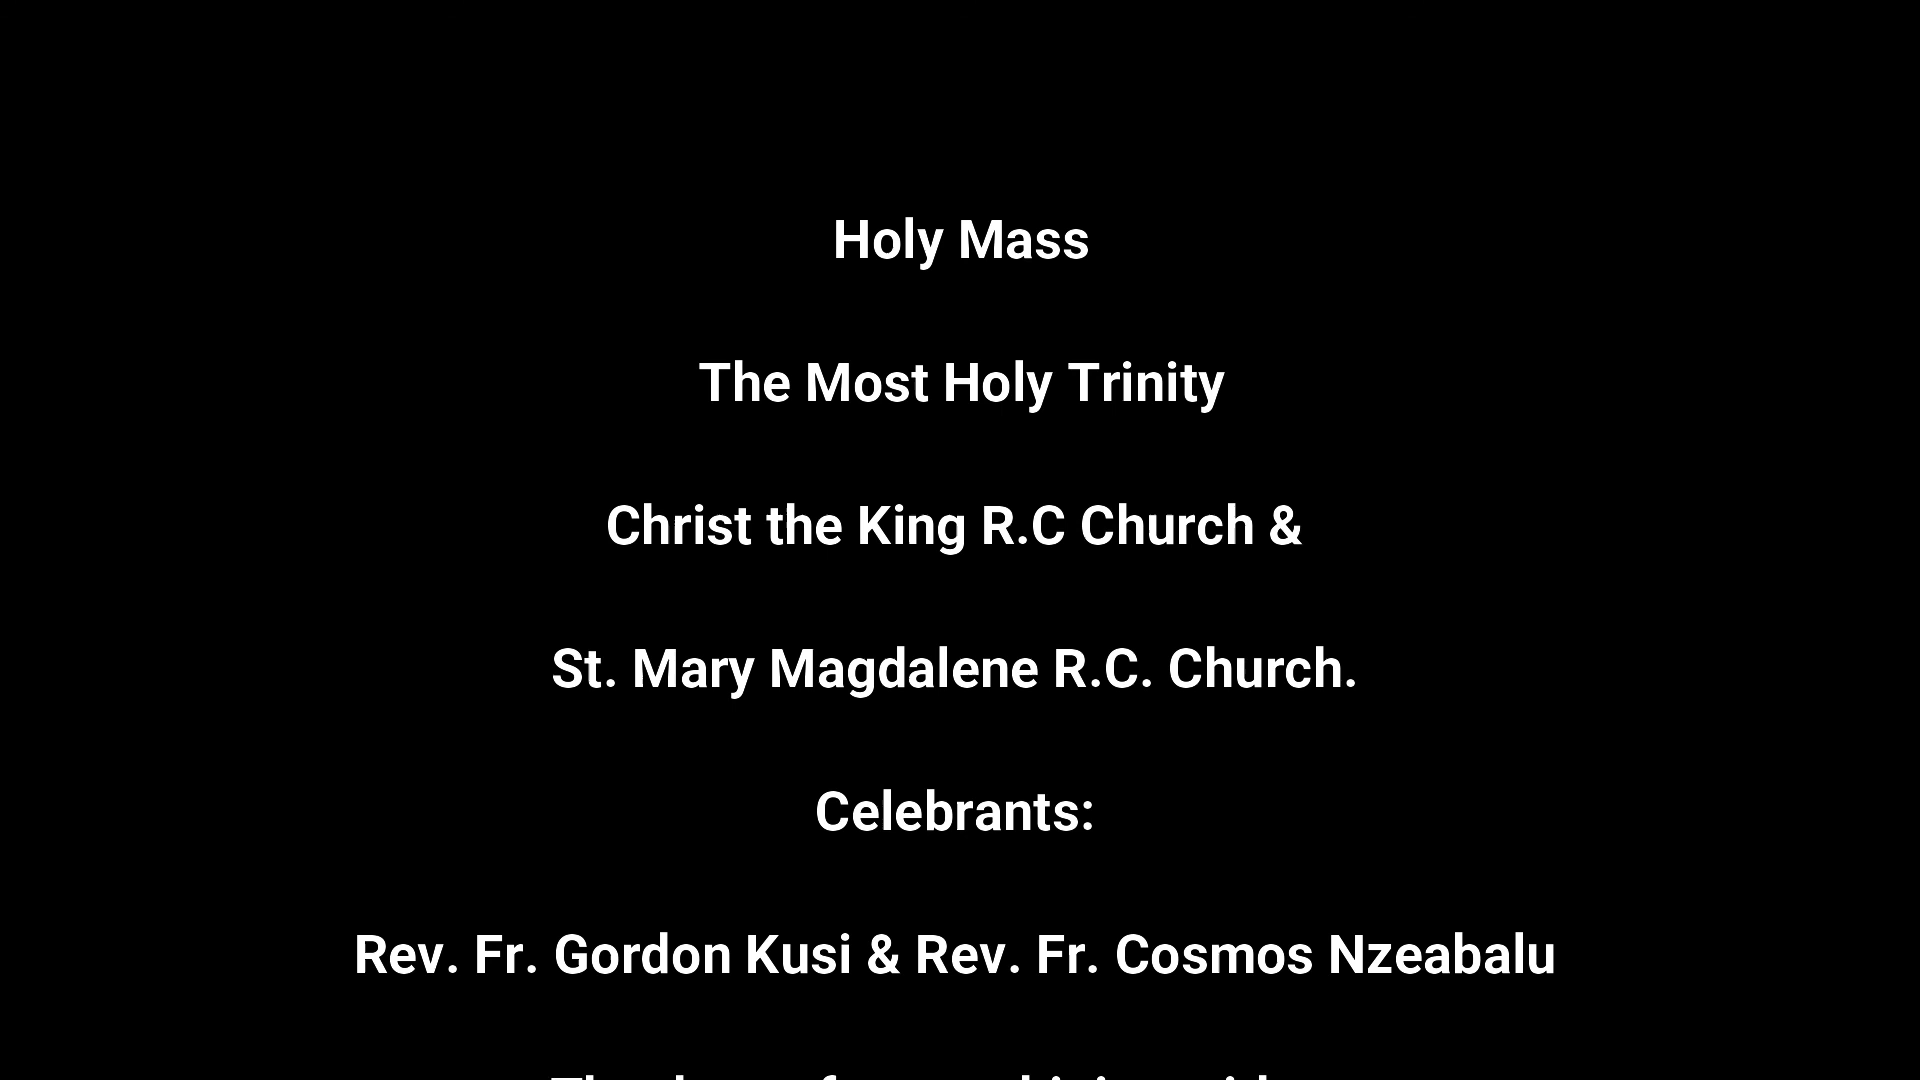 Holy Mass
The Most Holy Trinity
Christ the King R.C Church &
St. Mary Magdalene R.C. Church.
Celebrants:
Rev. Fr. Gordon Kusi & Rev. Fr. Cosmos Nzeabalu